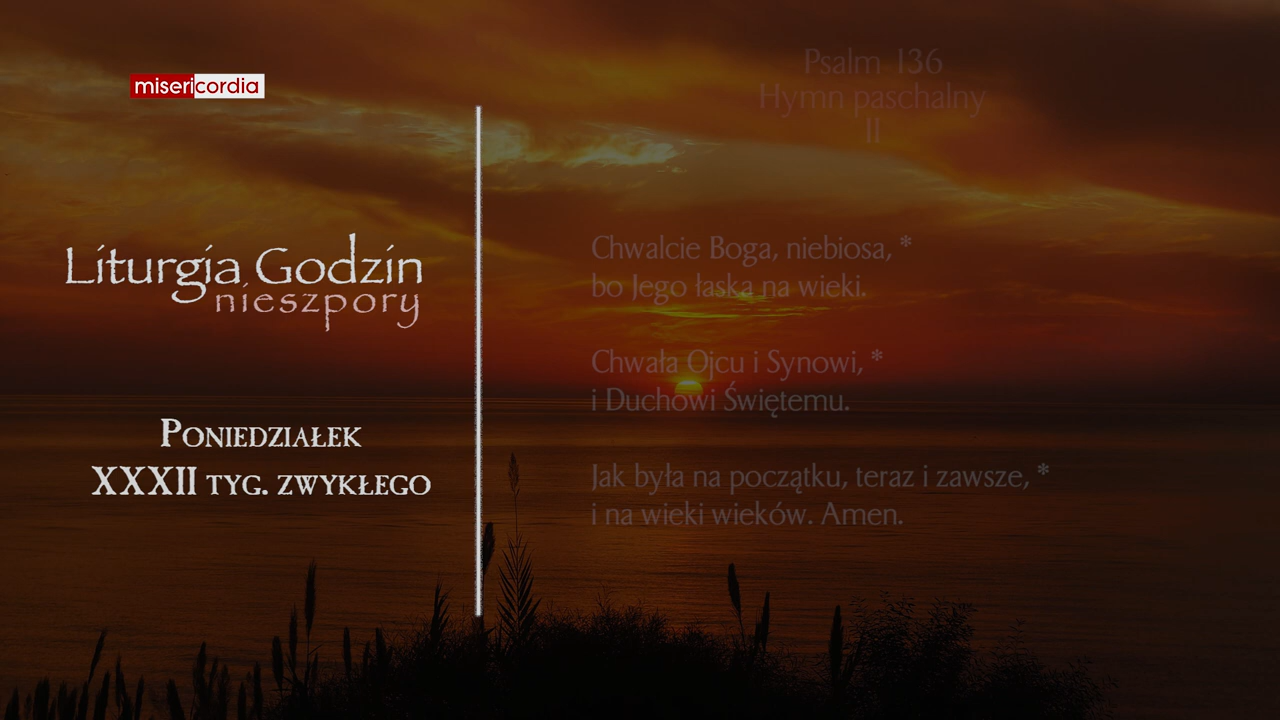 misericordia
Liturgia Godzin
nieszpory
Poniedziałek
XXXII tyg. zwykłego
Psalm 136
Hymn paschalny
II
Chwalcie Boga, niebiosa, *
bo Jego łaska na wieki.
Chwała Ojcu i Synowi, *
i Duchowi Świętemu.
Jak była na początku, teraz i zawsze, *
i na wieki wieków. Amen.